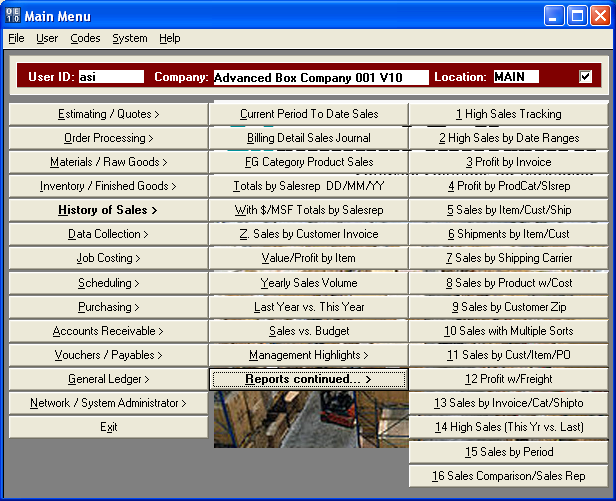 OE
10
Main Menu
File User Codes System Help
User ID: asi Company: Advanced Box Company 001 V10 Location: MAIN
Estimating / Quotes >
Order Processing >
Materials / Raw Goods >
Inventory / Finished Goods >
History of Sales >
Data Collection >
Job Costing >
Scheduling >
Purchasing >
Accounts Receivable >
Vouchers / Payables >
General Ledger >
Network / System Administrator >
Exit
Current Period To Date Sales
Billing Detail Sales Journal
FG Category Product Sales
Totals by Salesrep DD/MM/YY
With $/MSF Totals by Salesrep
Z. Sales by Customer Invoice
Value/Profit by Item
Yearly Sales Volume
Last Year vs. This Year
Sales vs. Budget
Management Highlights >
Reports continued... >
1 High Sales Tracking
2 High Sales by Date Ranges
3 Profit by Invoice
4 Profit by ProdCat/Slsrep
5 Sales by Item/Cust/Ship
6 Shipments by Item/Cust
7 Sales by Shipping Carrier
8 Sales by Product w/Cost
9 Sales by Customer Zip
10 Sales with Multiple Sorts
11 Sales by Cust/Item/PO
12 Profit w/Freight
13 Sales by Invoice/Cat/Shipto
14 High Sales (This Yr vs. Last)
15 Sales by Period
16 Sales Comparison/Sales Rep